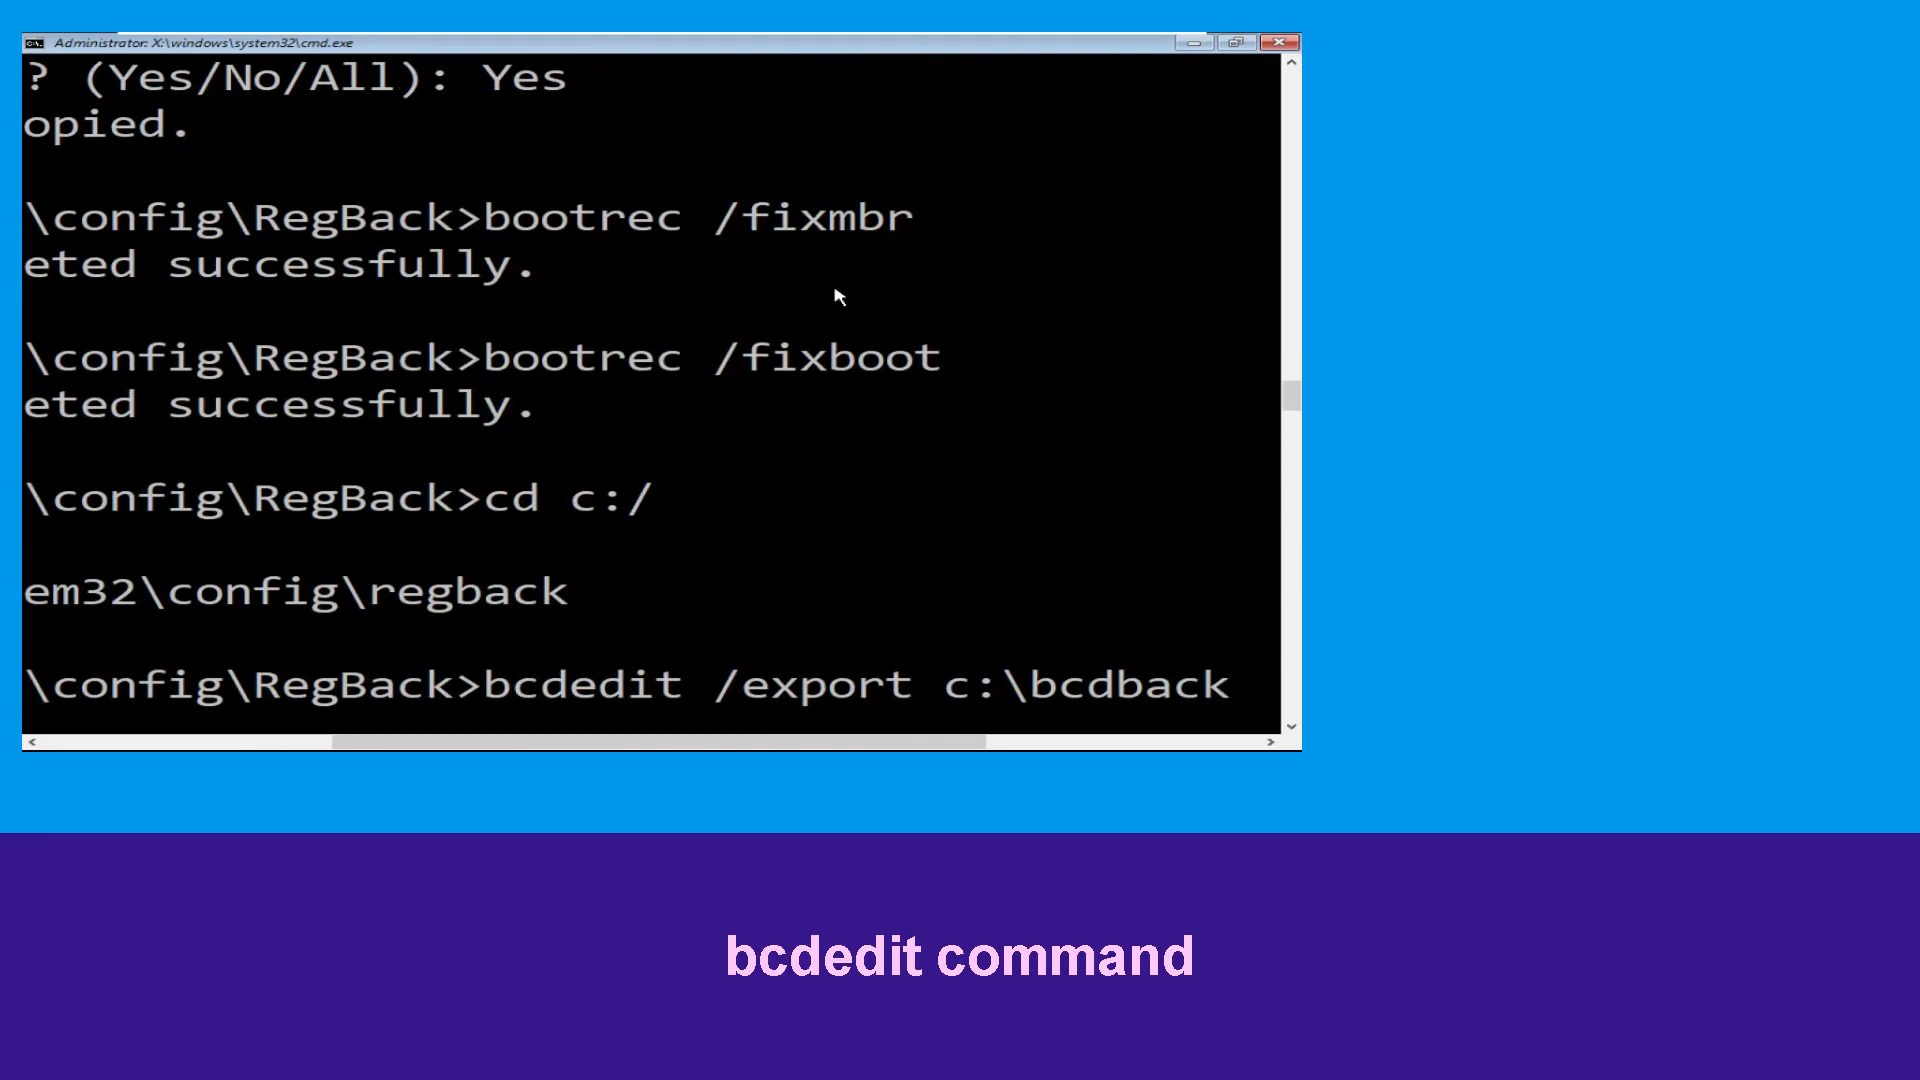 Administrator: X:\windows\system32\cmd.exe
? (Yes/No/All): Yes
opied.
\config\RegBack>bootrec /fixmbr
eted successfully.
\config\RegBack>bootrec /fixboot
eted successfully.
\config\RegBack>cd c:/
em32\config\regback
\config\RegBack>bcdedit /export c:\bcdback
bcdedit command